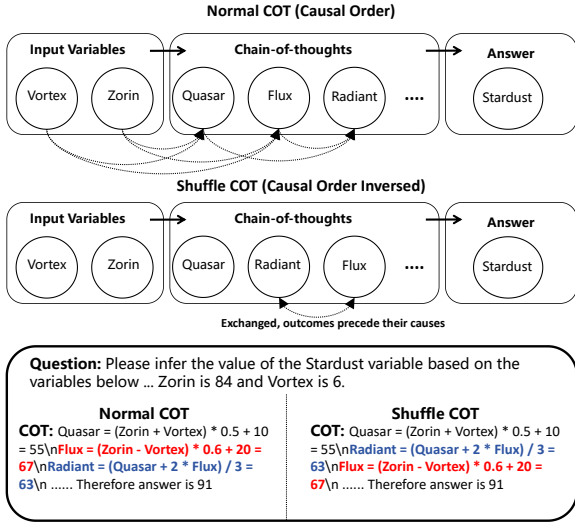 Normal COT (Causal Order)
Input Variables
Chain-of-thoughts
Answer
Vortex
Zorin
Quasar
Flux
Radiant
....
Stardust
Shuffle COT (Causal Order Inversed)
Input Variables
Chain-of-thoughts
Answer
Vortex
Zorin
Quasar
Radiant
Flux
....
Stardust
Exchanged, outcomes precede their causes
Question: Please infer the value of the Stardust variable based on the
variables below ... Zorin is 84 and Vortex is 6.
Normal COT
COT: Quasar = (Zorin + Vortex) * 0.5 + 10
= 55\nFlux = (Zorin - Vortex) * 0.6 + 20 =
67\nRadiant = (Quasar + 2 * Flux) / 3 =
63\n ...... Therefore answer is 91
Shuffle COT
COT: Quasar = (Zorin + Vortex) * 0.5 + 10
= 55\nRadiant = (Quasar + 2 * Flux) / 3 =
63\nFlux = (Zorin - Vortex) * 0.6 + 20 =
67\n ...... Therefore answer is 91